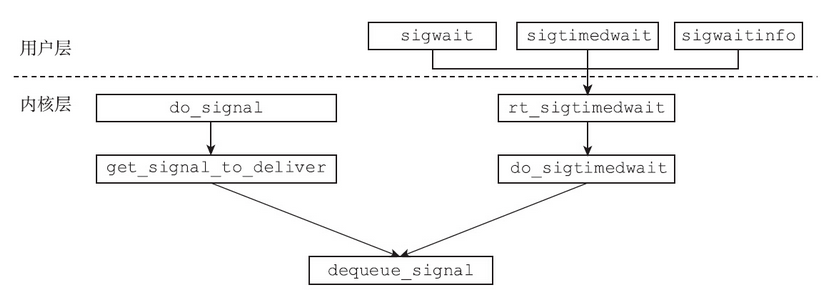 用户层
sigwait
sigtimedwait
sigwaitinfo
内核层
do_signal
rt_sigtimedwait
get_signal_to_deliver
do_sigtimedwait
dequeue_signal